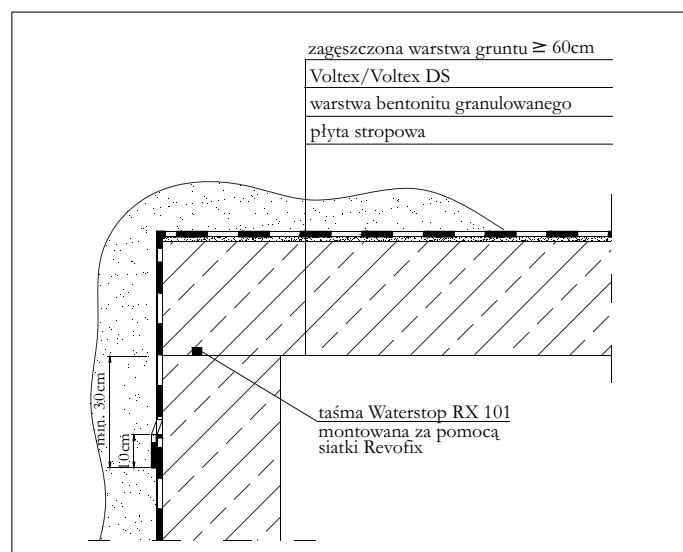 zagęszczona warstwa gruntu ≥ 60cm
Voltex/Voltex DS
warstwa bentonitu granulowanego
płyta stropowa
taśma Waterstop RX 101
montowana za pomocą
siatki Revofix
min. 30cm
10cm